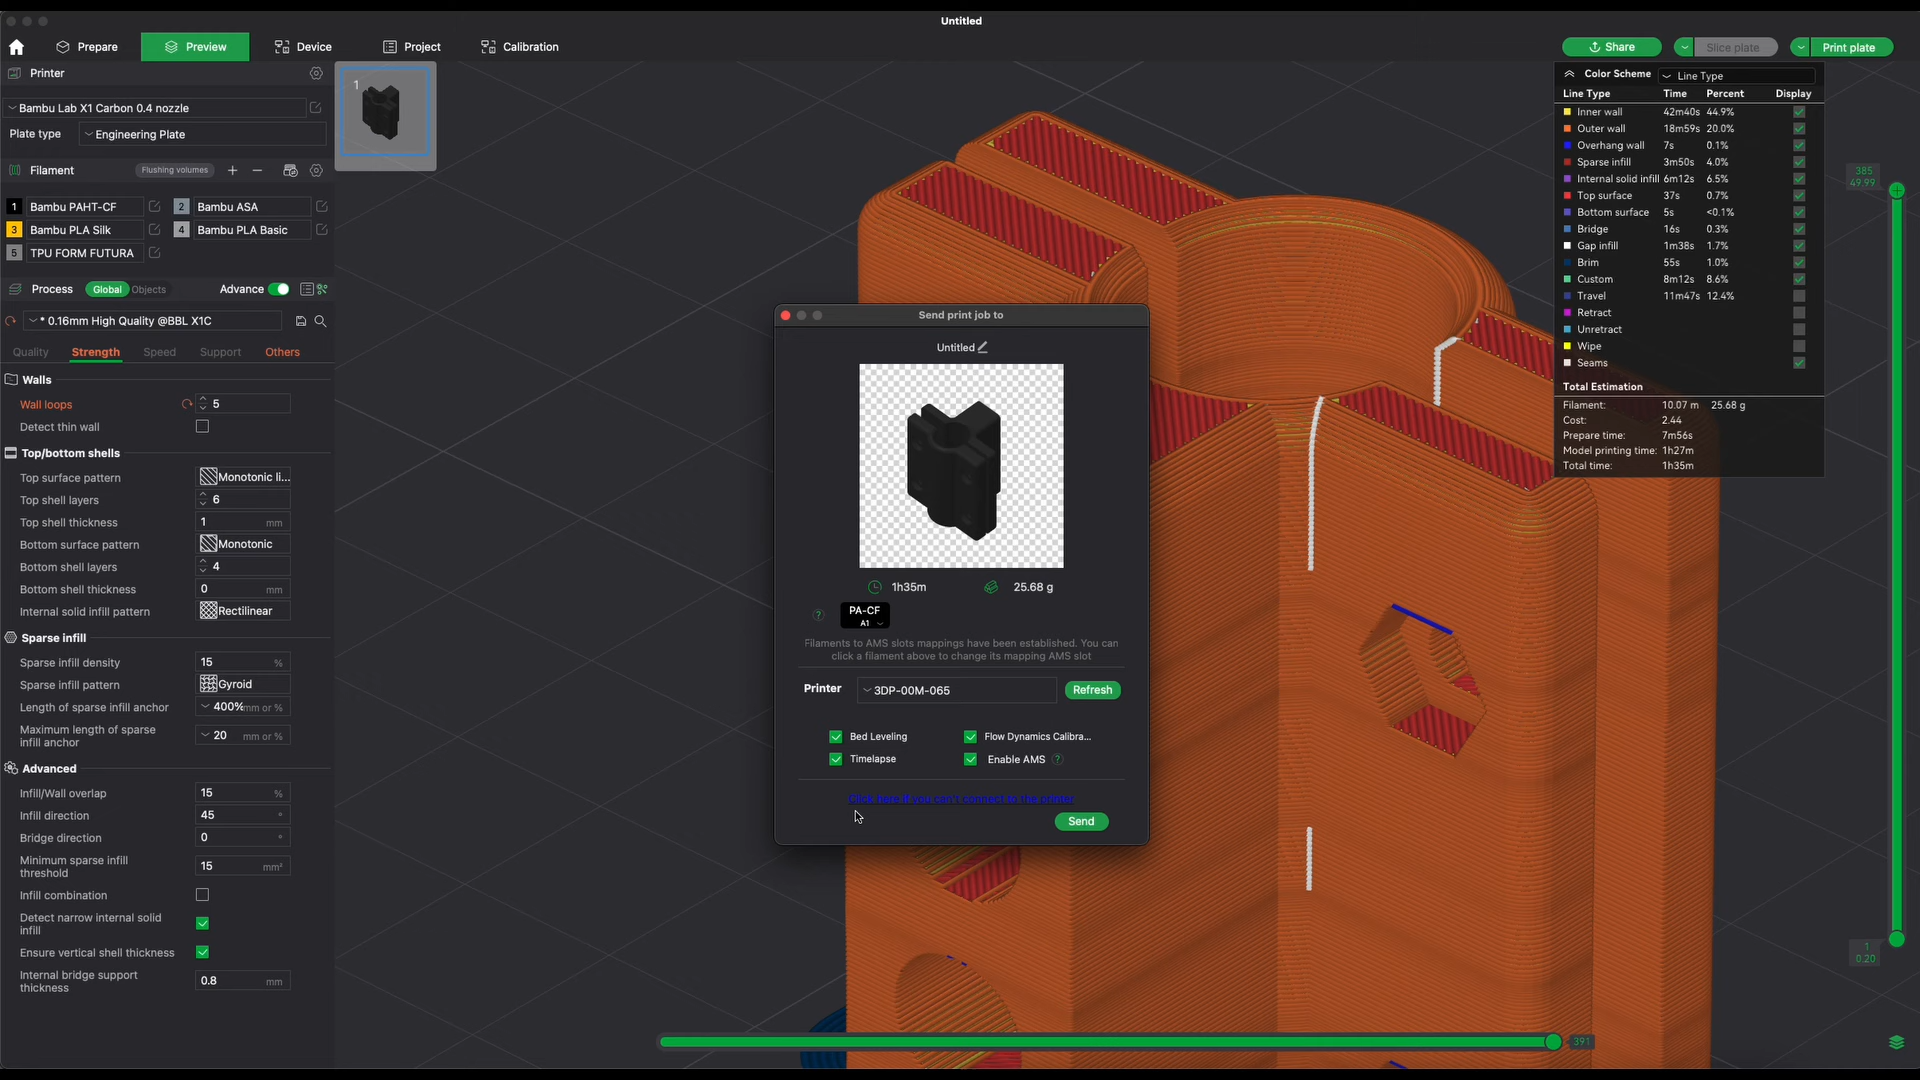 Untitled
Prepare
Preview
Device
Project
Calibration
Share
Slice plate
Print plate
Printer
Bambu Lab X1 Carbon 0.4 nozzle
Plate type
Engineering Plate
Filament
Flushing volumes
1 Bambu PAHT-CF
2 Bambu ASA
3 Bambu PLA Silk
4 Bambu PLA Basic
5 TPU FORM FUTURA
Process
Global
Objects
Advance
* 0.16mm High Quality @BBL X1C
Quality
Strength
Speed
Support
Others
Walls
Wall loops 5
Detect thin wall
Top/bottom shells
Top surface pattern Monotonic li...
Top shell layers 6
Top shell thickness 1 mm
Bottom surface pattern Monotonic
Bottom shell layers 4
Bottom shell thickness 0 mm
Internal solid infill pattern Rectilinear
Sparse infill
Sparse infill density 15 %
Sparse infill pattern Gyroid
Length of sparse infill anchor 400% mm or %
Maximum length of sparse
infill anchor 20 mm or %
Advanced
Infill/Wall overlap 15 %
Infill direction 45 °
Bridge direction 0 °
Minimum sparse infill
threshold 15 mm²
Infill combination
Detect narrow internal solid
infill
Ensure vertical shell thickness
Internal bridge support
thickness 0.8 mm
1
Send print job to
Untitled
1h35m
25.68 g
PA-CF
A1
Filaments to AMS slots mappings have been established. You can
click a filament above to change its mapping AMS slot
Printer
3DP-00M-065
Refresh
Bed Leveling
Flow Dynamics Calibra...
Timelapse
Enable AMS
Click here if you can't connect to the printer
Send
Color Scheme Line Type
Line Type Time Percent Display
Inner wall 42m40s 44.9%
Outer wall 18m59s 20.0%
Overhang wall 7s 0.1%
Sparse infill 3m50s 4.0%
Internal solid infill 6m12s 6.5%
Top surface 37s 0.7%
Bottom surface 5s <0.1%
Bridge 16s 0.3%
Gap infill 1m38s 1.7%
Brim 55s 1.0%
Custom 8m12s 8.6%
Travel 11m47s 12.4%
Retract
Unretract
Wipe
Seams
Total Estimation
Filament: 10.07 m 25.68 g
Cost: 2.44
Prepare time: 7m56s
Model printing time: 1h27m
Total time: 1h35m
385
49.99
1
0.20
391